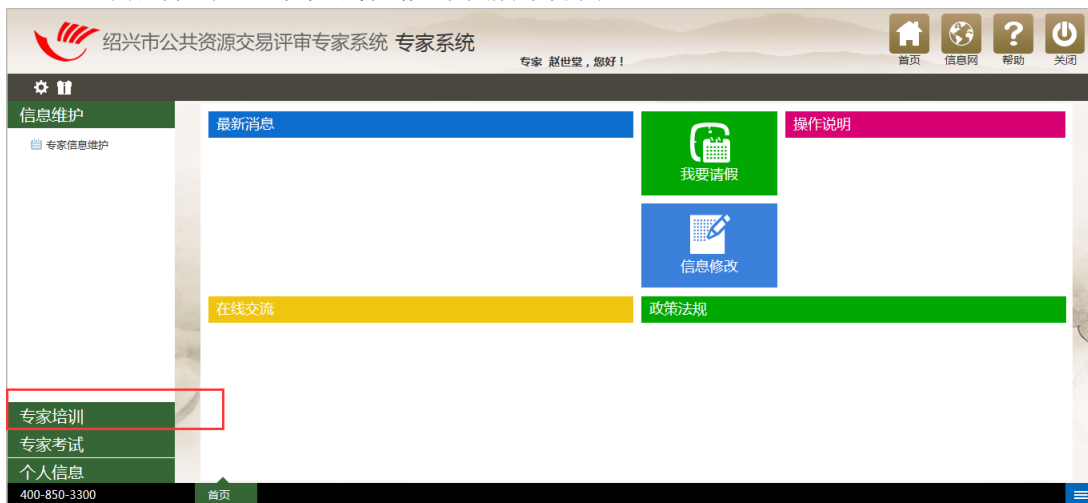 绍兴市公共资源交易评审专家系统 专家系统
专家 赵世堂，您好！
首页
信息网
帮助
关闭
信息维护
专家信息维护
最新消息
我要请假
操作说明
信息修改
在线交流
政策法规
专家培训
专家考试
个人信息
400-850-3300
首页